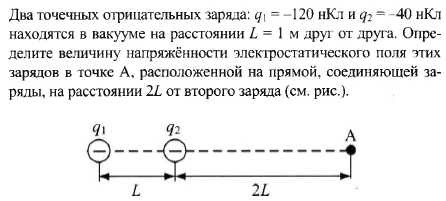 Два точечных отрицательных заряда: q₁ = –120 нКл и q₂ = –40 нКл
находятся в вакууме на расстоянии L = 1 м друг от друга. Опре-
делите величину напряжённости электростатического поля этих
зарядов в точке А, расположенной на прямой, соединяющей за-
ряды, на расстоянии 2L от второго заряда (см. рис.).
q₁ q₂ А
– –
L 2L